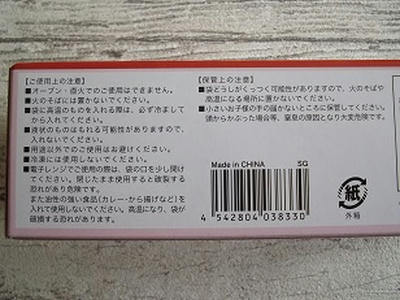 【ご使用上の注意】
■オーブン・直火でのご使用はできません。
■火のそばには置かないでください。
■袋に高温のものを入れる際は、必ず冷まして
から入れてください。
■液状のものはもれる可能性がありますので、
入れないでください。
■用途以外でのご使用はお避けください。
■冷凍には使用しないでください。
■電子レンジでご使用の際は、袋の口を少し開け
てください。閉じたまま使用すると破裂する
恐れがあり危険です。
また油性の強い食品(カレー・から揚げなど)を
入れて使用しないでください。高温になり、袋が
破損する恐れがあり危険です。
【保管上の注意】
■袋どうしがくっつく可能性がありますので、火のそばや
高温になる場所に置かないでください。
■小さいお子様の手の届かないところに保管してください。
頭からかぶった場合等、窒息の原因となり大変危険です。
Made in CHINA SG
4 542804 038330
紙
外箱